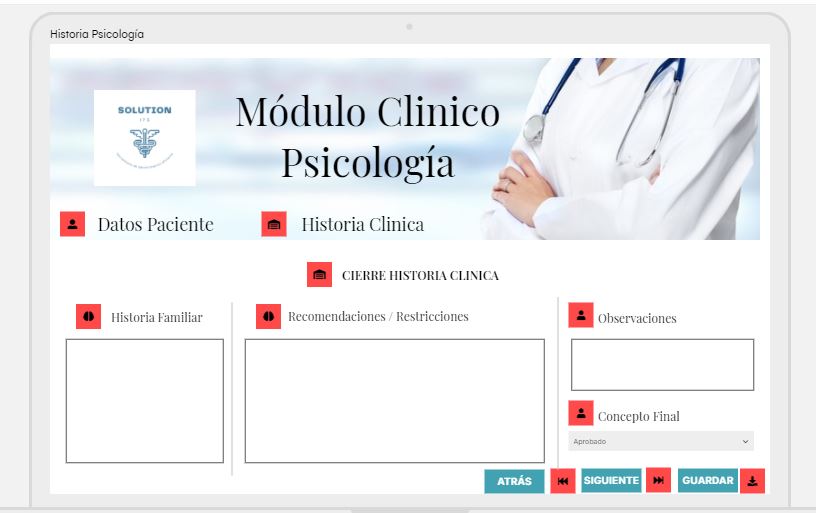 Historia Psicología
SOLUTION
IPS
Módulo Clinico
Psicología
Datos Paciente
Historia Clinica
CIERRE HISTORIA CLINICA
Historia Familiar
Recomendaciones / Restricciones
Observaciones
Concepto Final
Aprobado
ATRÁS
SIGUIENTE
GUARDAR